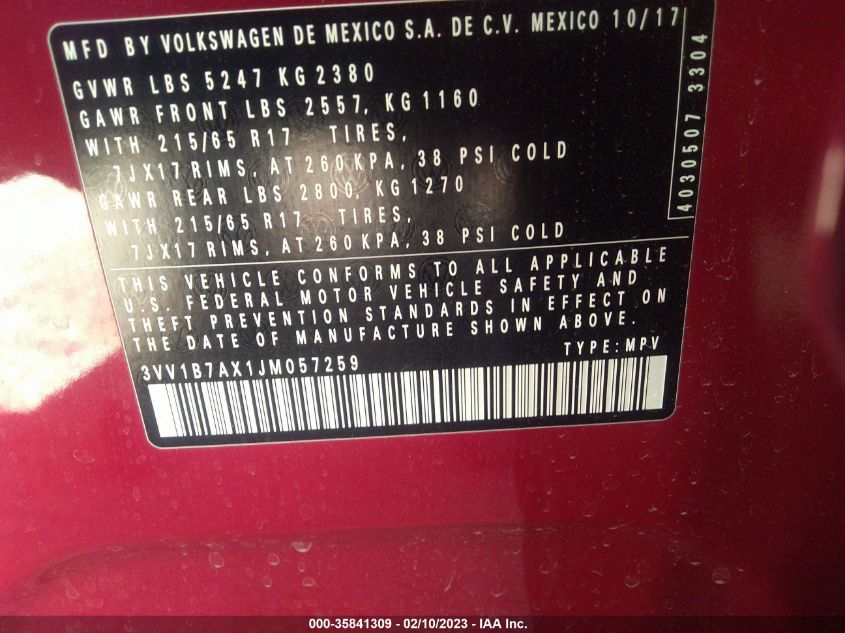 MFD BY VOLKSWAGEN DE MEXICO S.A. DE C.V. MEXICO 10/17
GVWR LBS 5247 KG 2380
GAWR FRONT LBS 2557, KG 1160
WITH 215/65 R17 TIRES,
7JX17 RIMS, AT 260 KPA, 38 PSI COLD
GAWR REAR LBS 2800, KG 1270
WITH 215/65 R17 TIRES,
7JX17 RIMS, AT 260 KPA, 38 PSI COLD
4030507 3304
THIS VEHICLE CONFORMS TO ALL APPLICABLE
U.S. FEDERAL MOTOR VEHICLE SAFETY AND
THEFT PREVENTION STANDARDS IN EFFECT ON
THE DATE OF MANUFACTURE SHOWN ABOVE.
TYPE: MPV
3VV1B7AX1JM057259
000-35841309 - 02/10/2023 - IAA Inc.